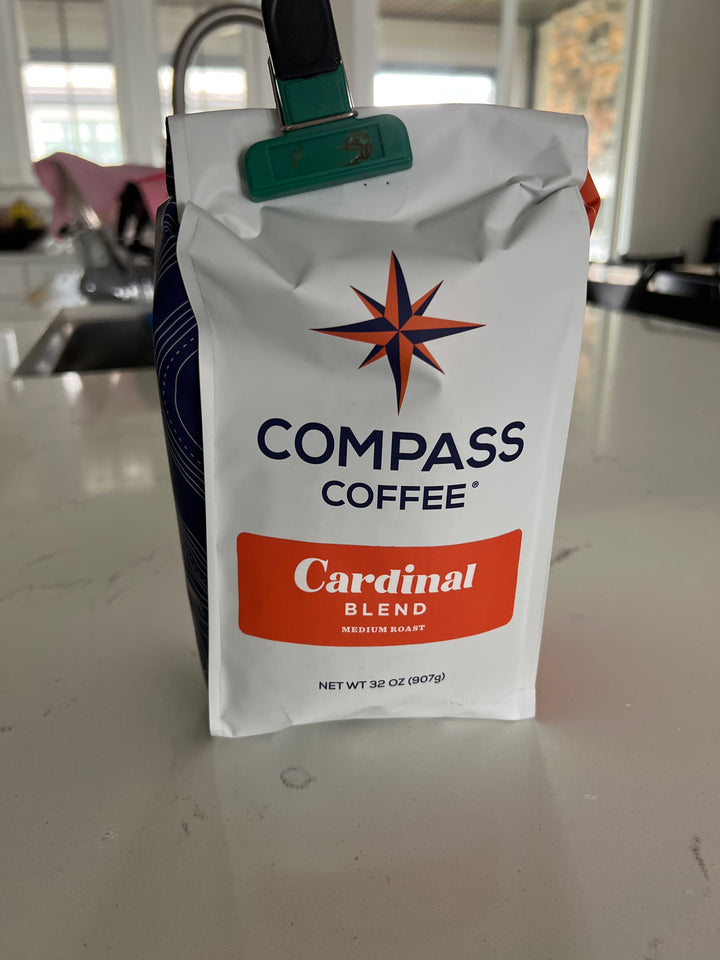 COMPASS
COFFEE®
Cardinal
BLEND
MEDIUM ROAST
NET WT 32 OZ (907g)